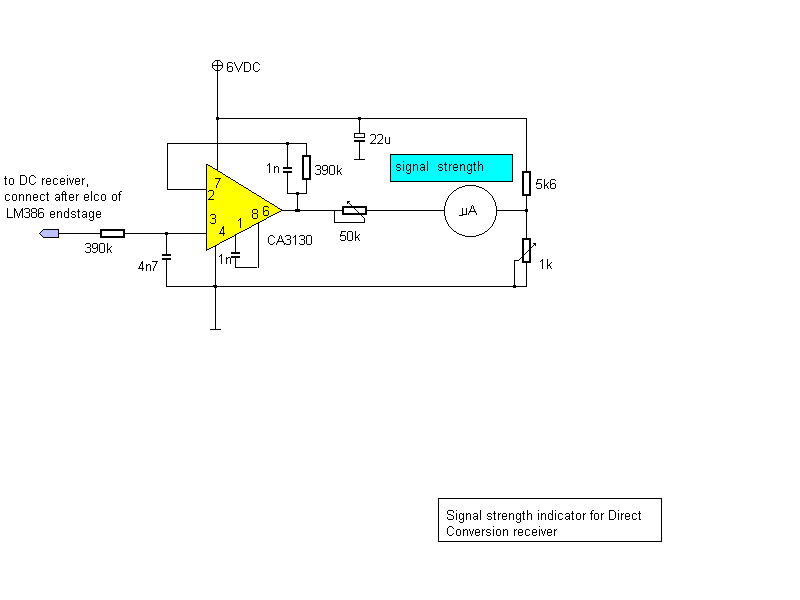 6VDC
22u
1n
390k
signal strength
to DC receiver,
connect after elco of
LM386 endstage
7
2
5k6
µA
3
1
8
6
4
50k
CA3130
390k
1n
4n7
1k
Signal strength indicator for Direct
Conversion receiver